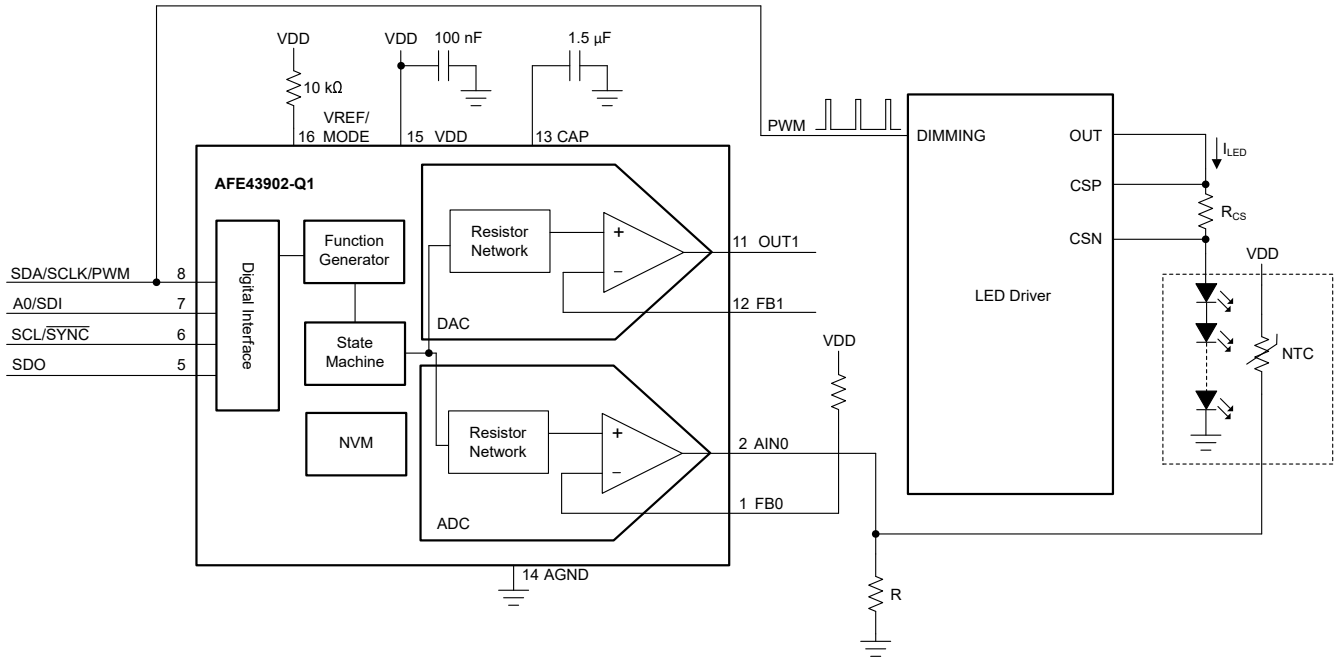 VDD
10 kΩ
VDD
100 nF
1.5 µF
16 VREF/
MODE
15 VDD
13 CAP
AFE43902-Q1
Digital Interface
Function
Generator
State
Machine
NVM
Resistor
Network
+
−
DAC
Resistor
Network
+
−
ADC
SDA/SCLK/PWM 8
A0/SDI 7
SCL/SYNC 6
SDO 5
11 OUT1
12 FB1
VDD
2 AIN0
1 FB0
14 AGND
R
PWM
DIMMING
OUT
CSP
CSN
LED Driver
ILED
RCS
VDD
NTC